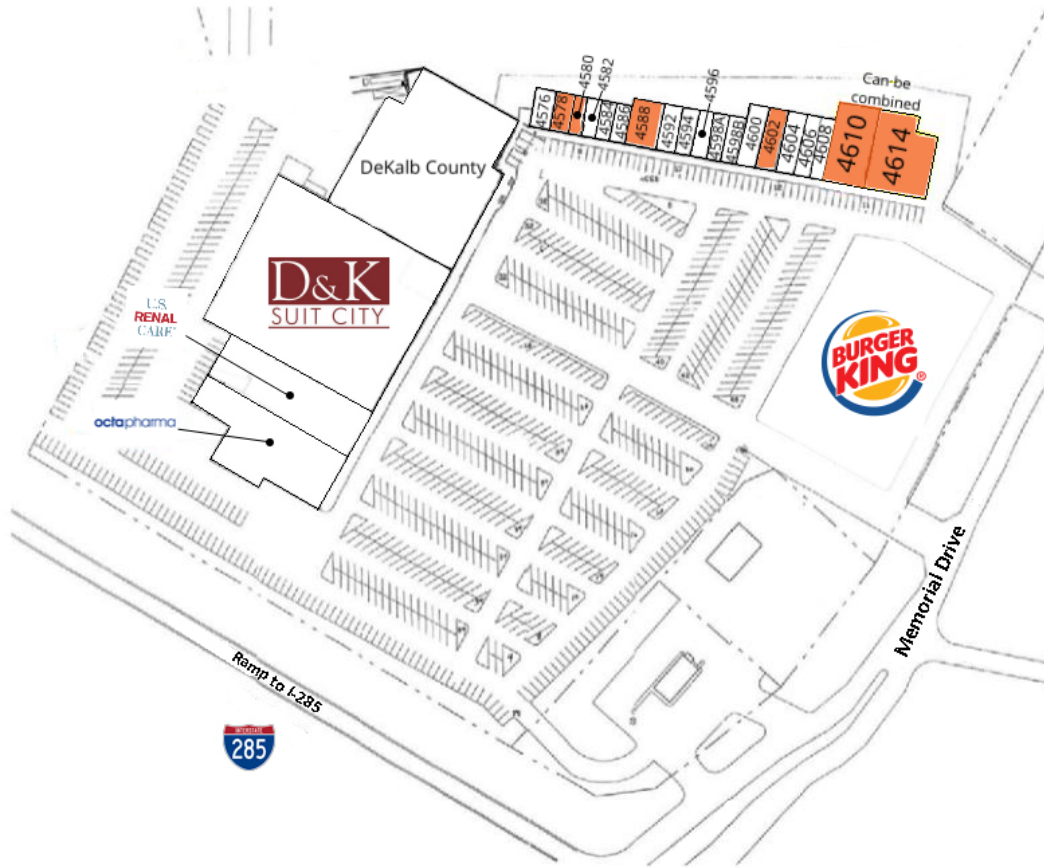 4576
4578
4580
4582
4584
4586
4588
4592
4594
4596
4598A
4598B
4600
4602
4604
4606
4608
Can be
combined
4610
4614
DeKalb County
D&K
SUIT CITY
U.S.
RENAL
CARE
octapharma
BURGER
KING
®
Memorial Drive
Ramp to I-285
INTERSTATE
285